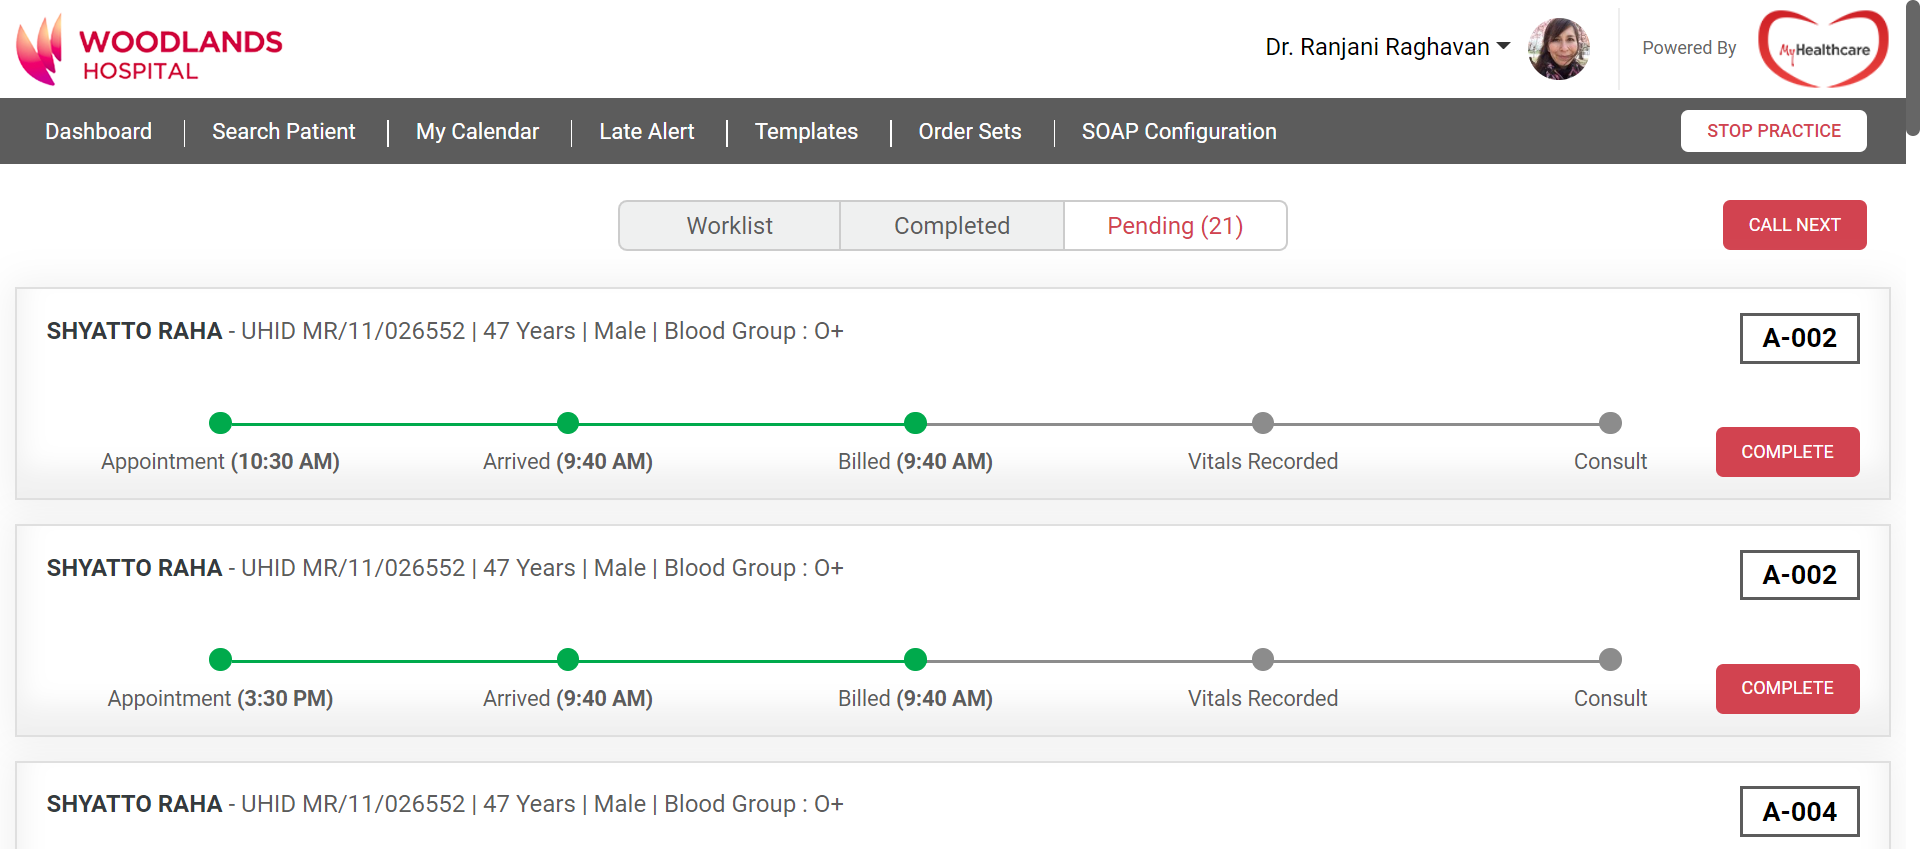 WOODLANDS
HOSPITAL
Dr. Ranjani Raghavan
Powered By
MyHealthcare
Dashboard
Search Patient
My Calendar
Late Alert
Templates
Order Sets
SOAP Configuration
STOP PRACTICE
Worklist
Completed
Pending (21)
CALL NEXT
SHYATTO RAHA - UHID MR/11/026552 | 47 Years | Male | Blood Group : O+
A-002
Appointment (10:30 AM)
Arrived (9:40 AM)
Billed (9:40 AM)
Vitals Recorded
Consult
COMPLETE
SHYATTO RAHA - UHID MR/11/026552 | 47 Years | Male | Blood Group : O+
A-002
Appointment (3:30 PM)
Arrived (9:40 AM)
Billed (9:40 AM)
Vitals Recorded
Consult
COMPLETE
SHYATTO RAHA - UHID MR/11/026552 | 47 Years | Male | Blood Group : O+
A-004